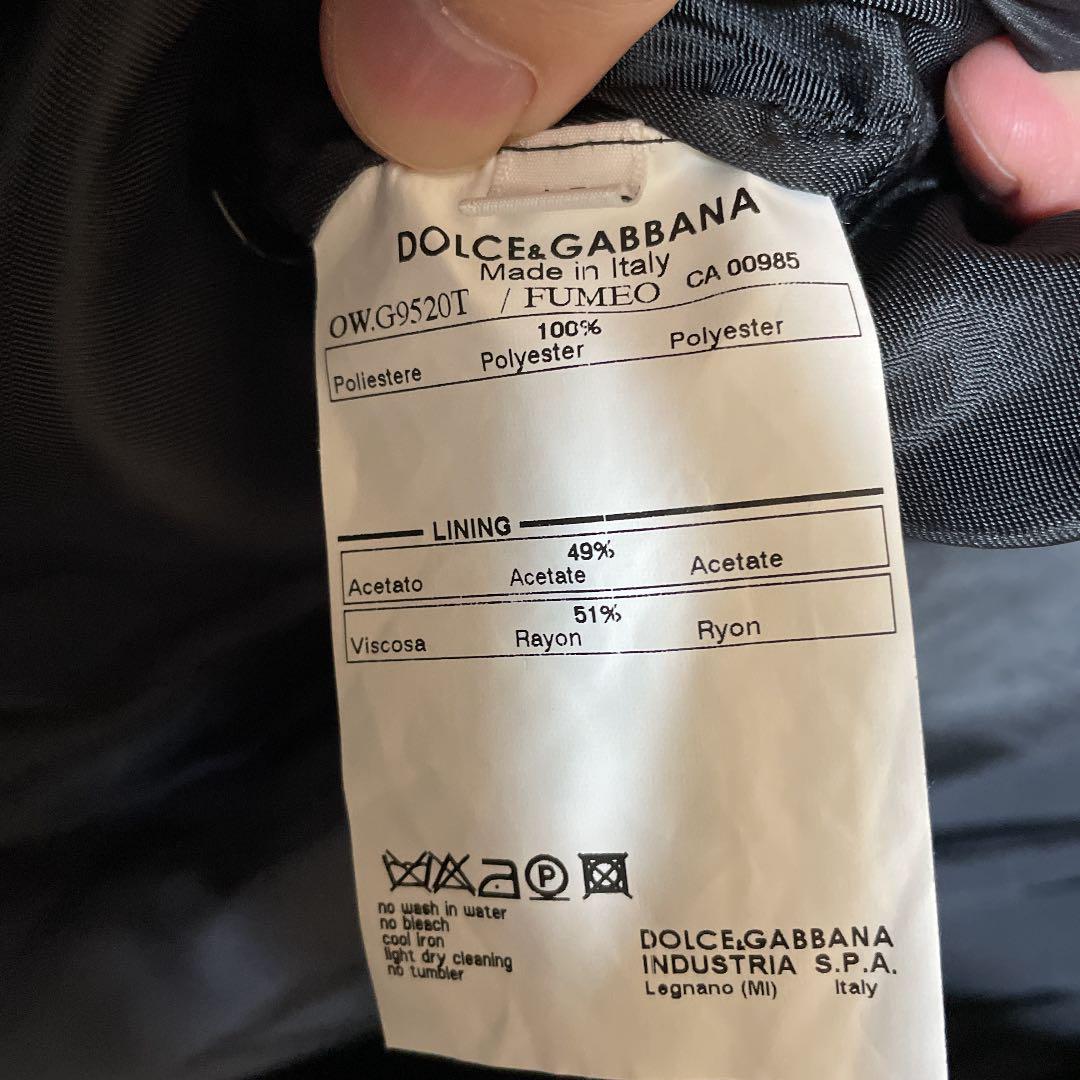 DOLCE&GABBANA
Made in Italy
OW.G9520T / FUMEO CA 00985
100%
Poliestere Polyester Polyester
LINING
49%
Acetato Acetate Acetate
51%
Viscosa Rayon Ryon
P
no wash in water
no bleach
cool iron
light dry cleaning
no tumbler
DOLCE&GABBANA
INDUSTRIA S.P.A.
Legnano (MI) Italy